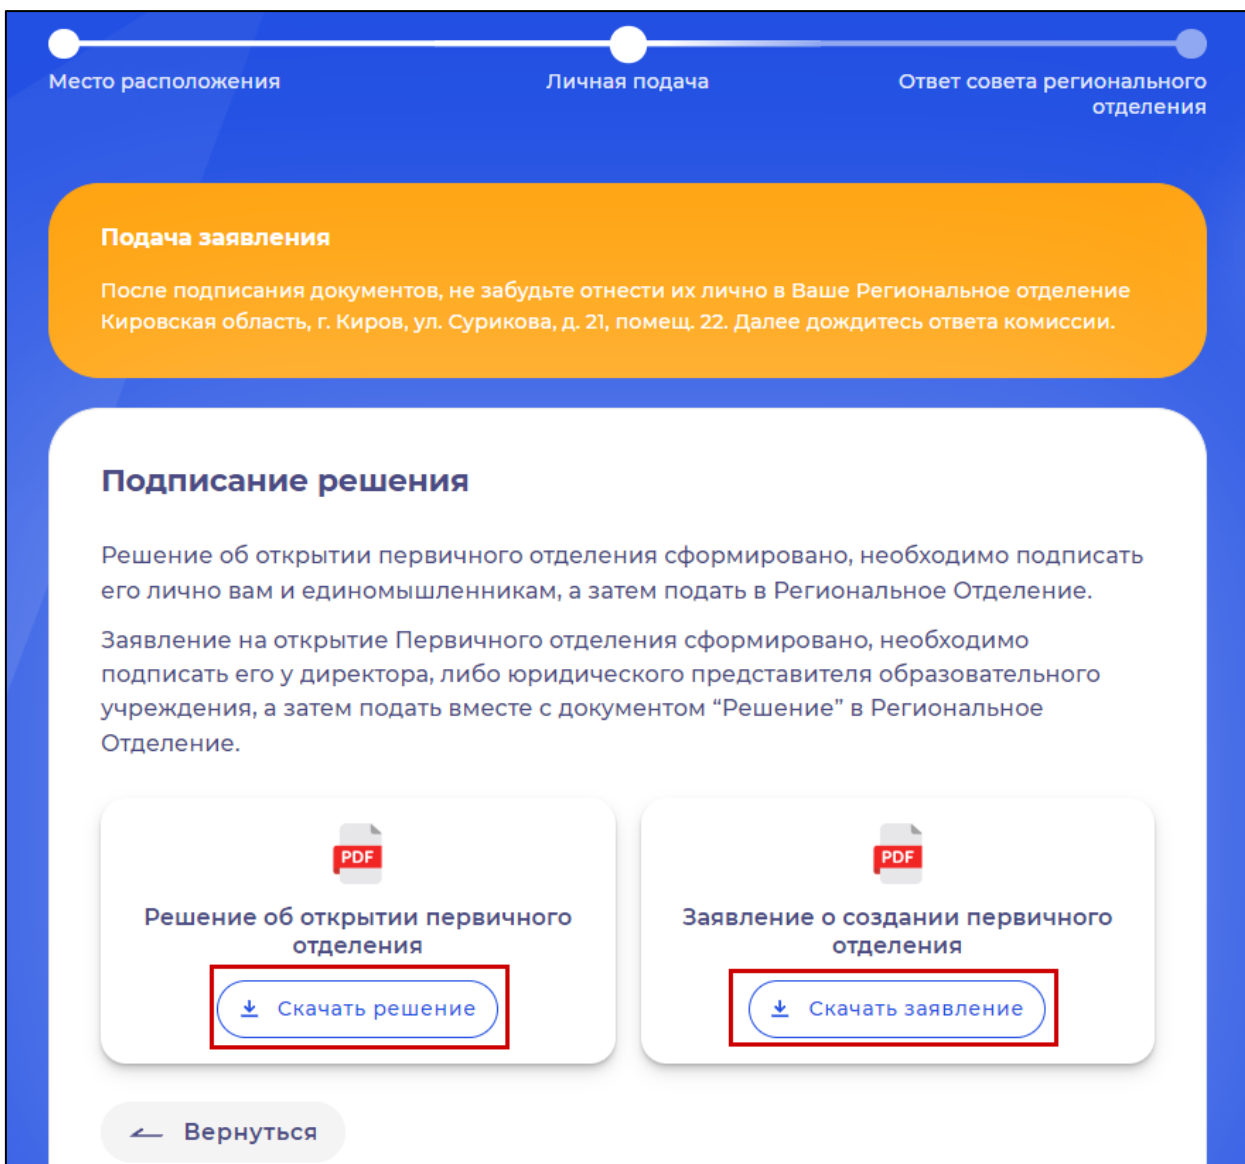 Место расположения
Личная подача
Ответ совета регионального
отделения
Подача заявления
После подписания документов, не забудьте отнести их лично в Ваше Региональное отделение
Кировская область, г. Киров, ул. Сурикова, д. 21, помещ. 22. Далее дождитесь ответа комиссии.
Подписание решения
Решение об открытии первичного отделения сформировано, необходимо подписать
его лично вам и единомышленникам, а затем подать в Региональное Отделение.
Заявление на открытие Первичного отделения сформировано, необходимо
подписать его у директора, либо юридического представителя образовательного
учреждения, а затем подать вместе с документом “Решение” в Региональное
Отделение.
PDF
Решение об открытии первичного
отделения
Скачать решение
PDF
Заявление о создании первичного
отделения
Скачать заявление
Вернуться